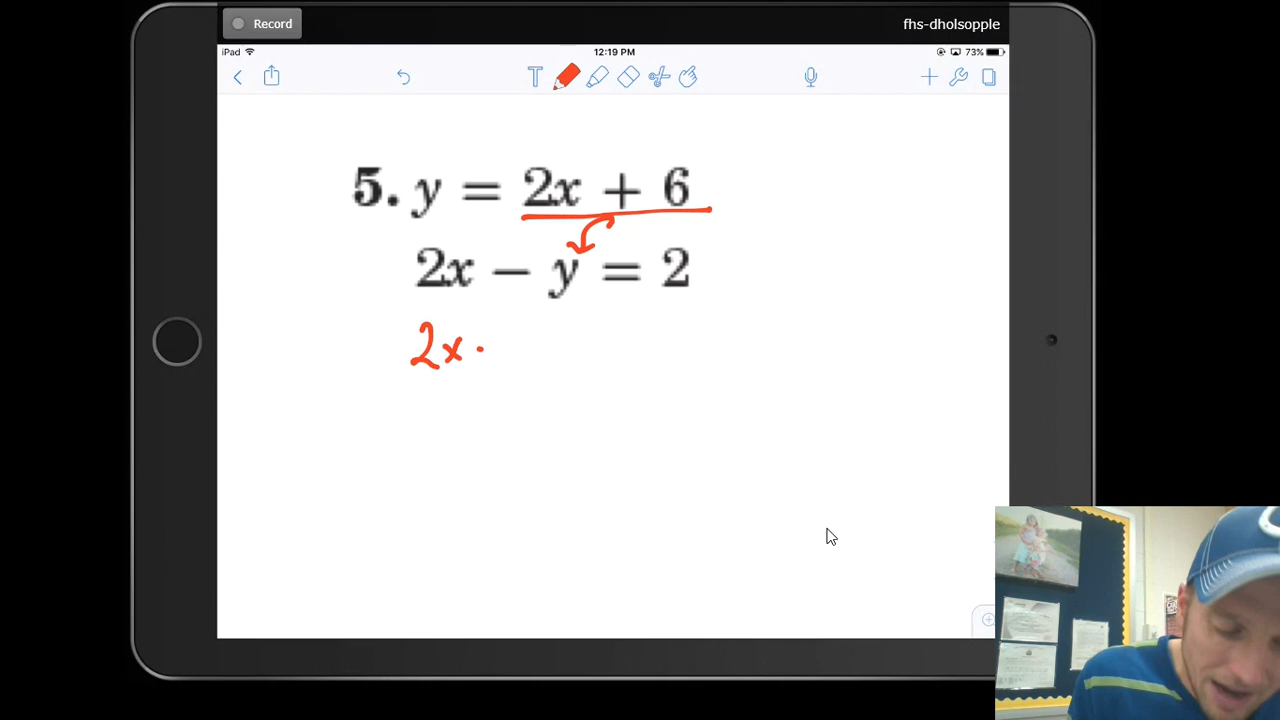 Record
fhs-dholsopple
iPad 12:19 PM 73%
T
5. y = 2x + 6
2x − y = 2
2x -